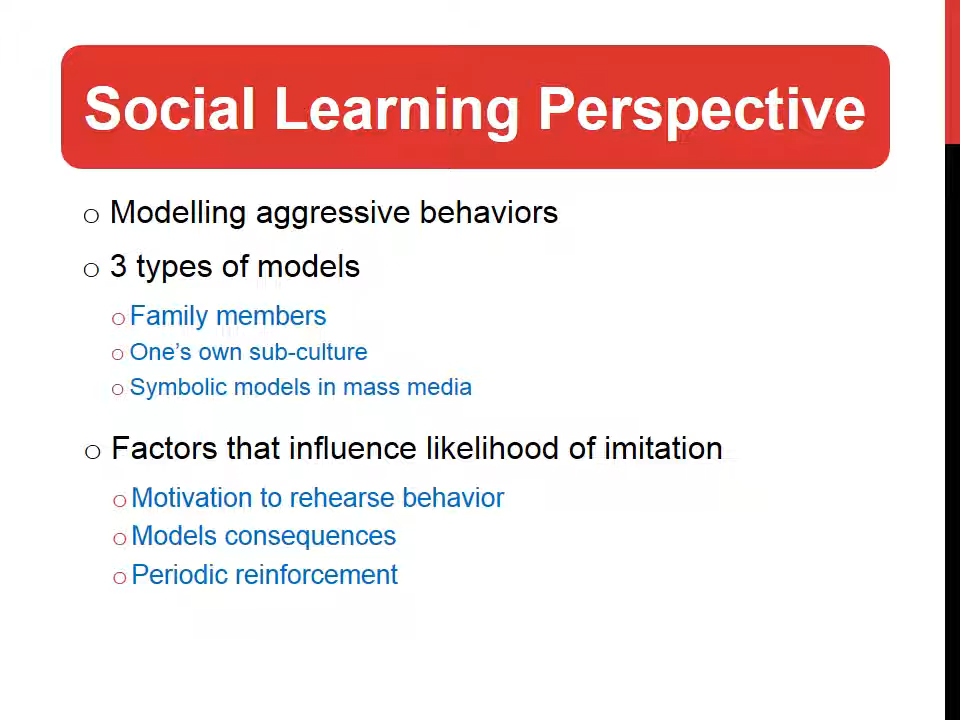 Social Learning Perspective
o Modelling aggressive behaviors
o 3 types of models
o Family members
o One’s own sub-culture
o Symbolic models in mass media
o Factors that influence likelihood of imitation
o Motivation to rehearse behavior
o Models consequences
o Periodic reinforcement